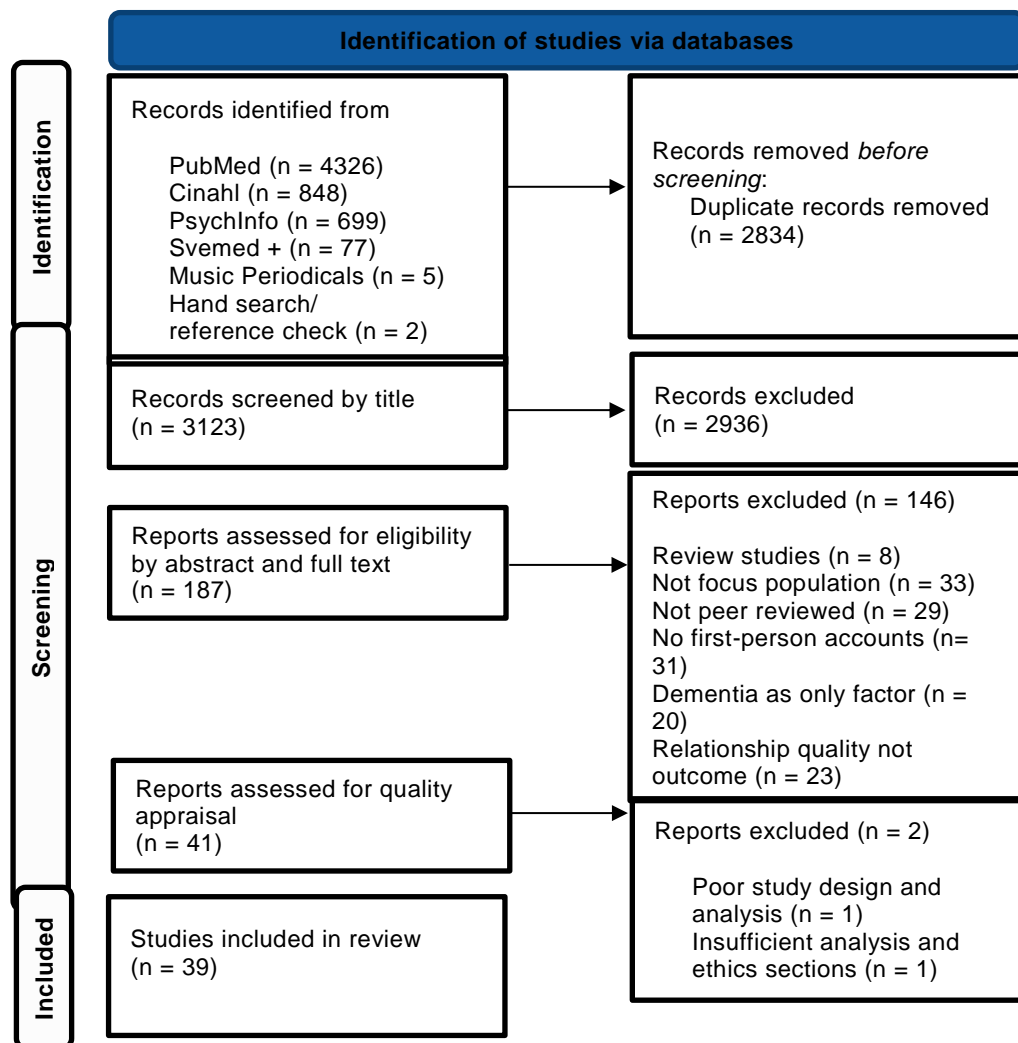 Identification of studies via databases
Identification
Records identified from
PubMed (n = 4326)
Cinahl (n = 848)
PsychInfo (n = 699)
Svemed + (n = 77)
Music Periodicals (n = 5)
Hand search/
reference check (n = 2)
Records removed before
screening:
Duplicate records removed
(n = 2834)
Screening
Records screened by title
(n = 3123)
Records excluded
(n = 2936)
Reports assessed for eligibility
by abstract and full text
(n = 187)
Reports excluded (n = 146)
Review studies (n = 8)
Not focus population (n = 33)
Not peer reviewed (n = 29)
No first-person accounts (n=
31)
Dementia as only factor (n =
20)
Relationship quality not
outcome (n = 23)
Reports assessed for quality
appraisal
(n = 41)
Reports excluded (n = 2)
Poor study design and
analysis (n = 1)
Insufficient analysis and
ethics sections (n = 1)
Included
Studies included in review
(n = 39)